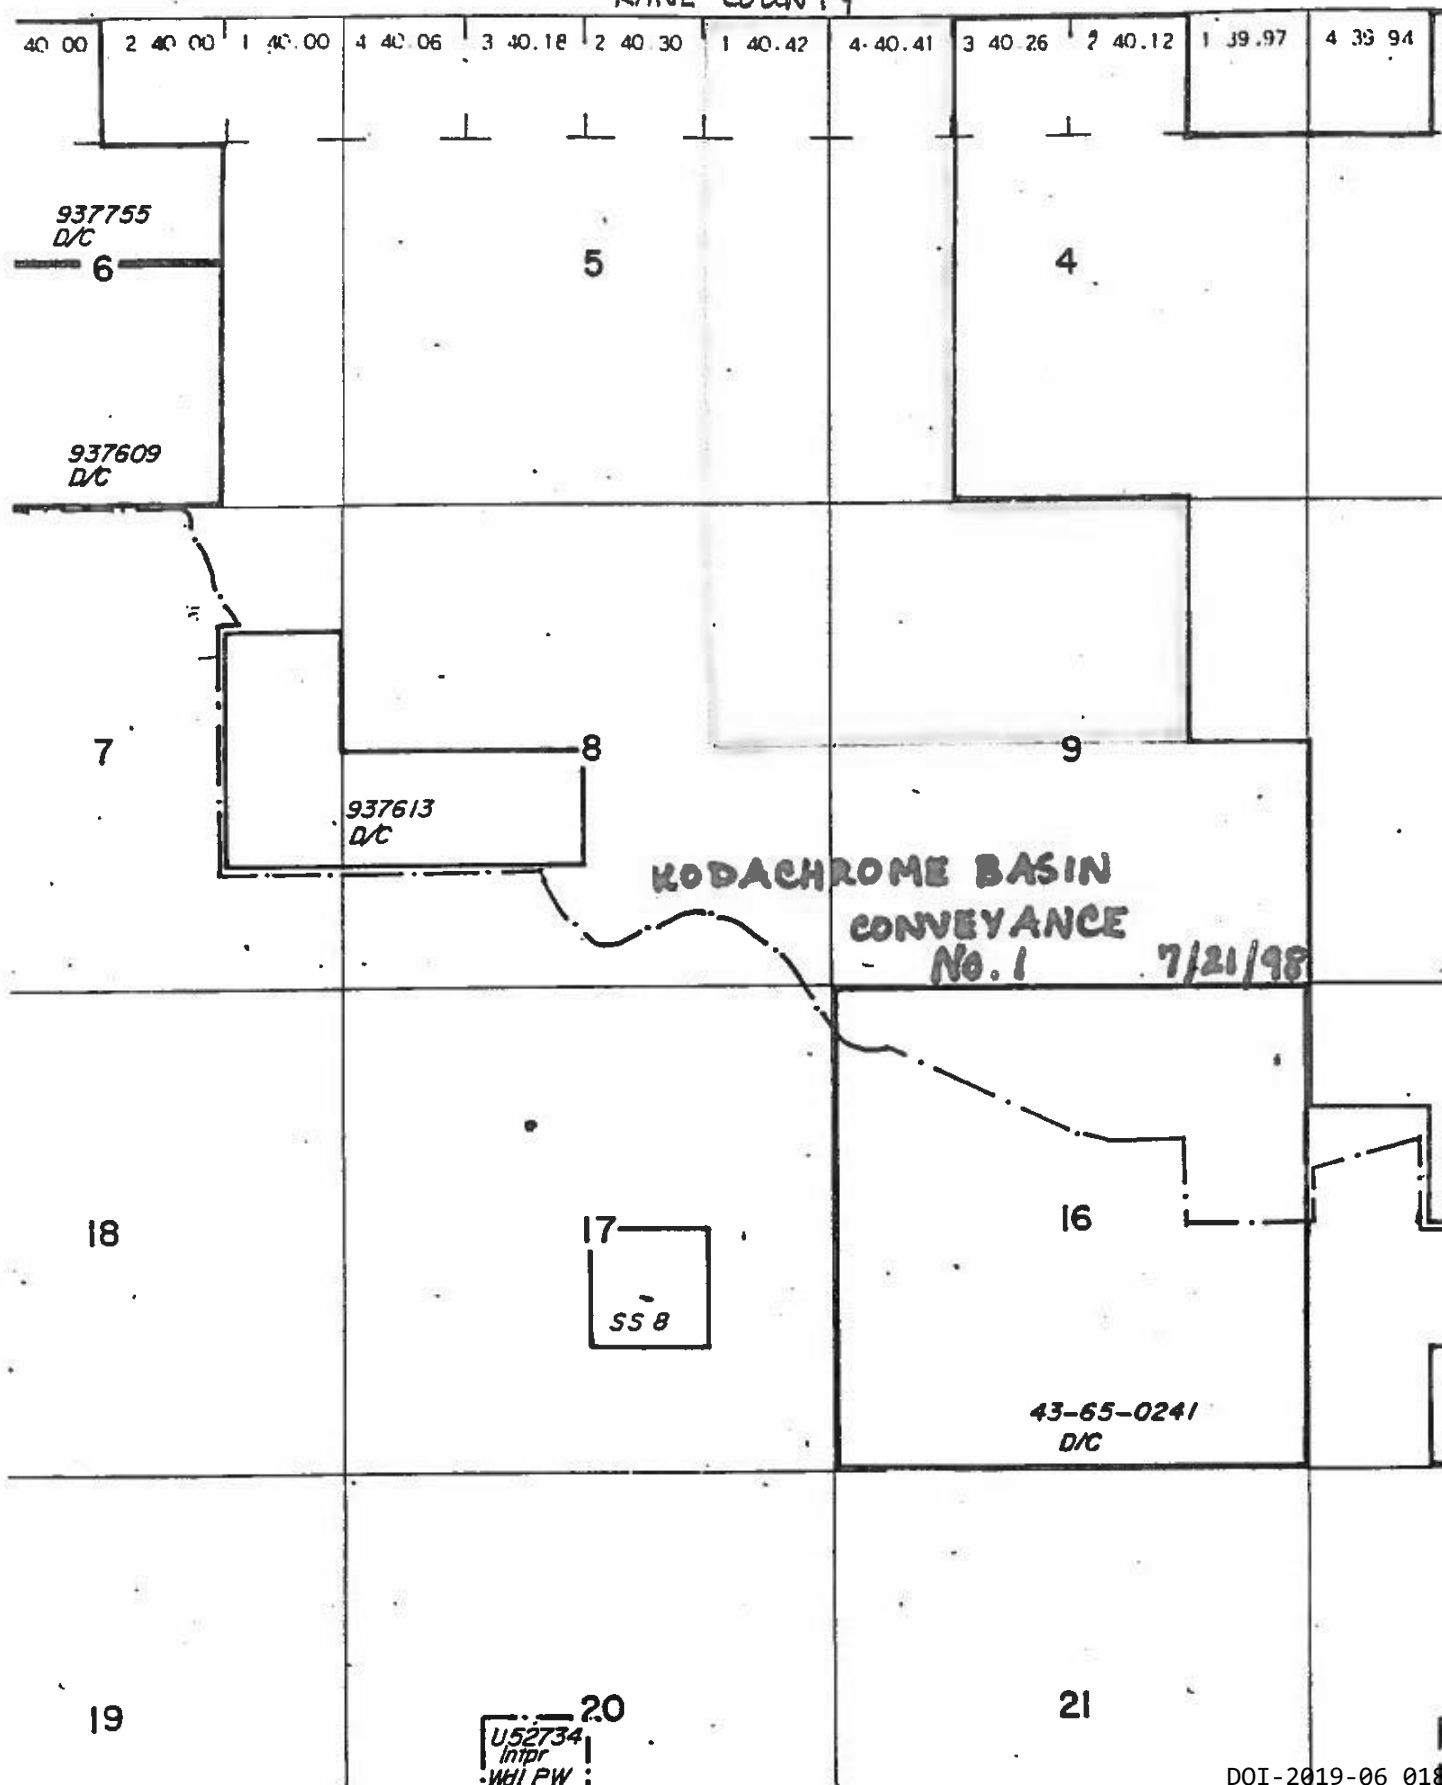 KANE COUNTY
40 00 2 40 00 1 40.00 4 40.06 3 40.18 2 40.30 1 40.42 4 40.41 3 40.26 2 40.12 1 39.97 4 39 94
937755
D/C
6
5
4
937609
D/C
7
8
9
937613
D/C
KODACHROME BASIN
CONVEYANCE
No. 1 7/21/98
18
17
16
SS 8
43-65-0241
D/C
19
20
21
U52734
Intpr
Wdl PW
DOI-2019-06 018